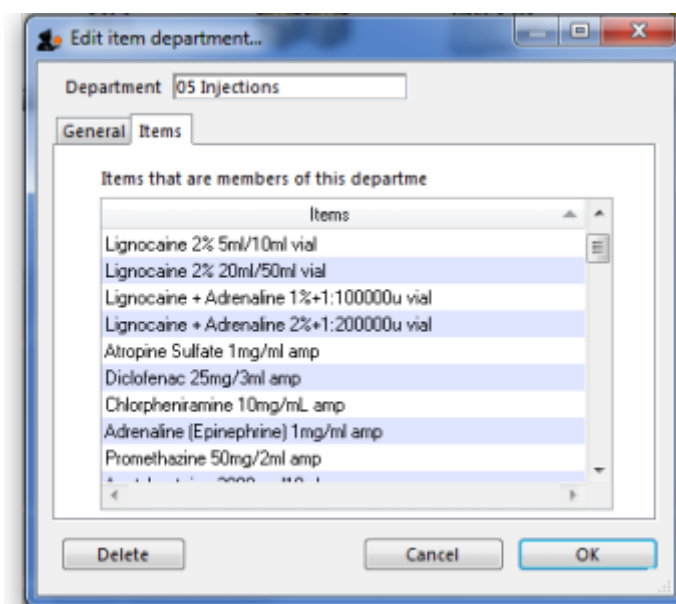 Edit item department...
Department 05 Injections
General Items
Items that are members of this departme
Items
Lignocaine 2% 5ml/10ml vial
Lignocaine 2% 20ml/50ml vial
Lignocaine + Adrenaline 1%+1:100000u vial
Lignocaine + Adrenaline 2%+1:200000u vial
Atropine Sulfate 1mg/ml amp
Diclofenac 25mg/3ml amp
Chlorpheniramine 10mg/mL amp
Adrenaline (Epinephrine) 1mg/ml amp
Promethazine 50mg/2ml amp
Delete Cancel OK